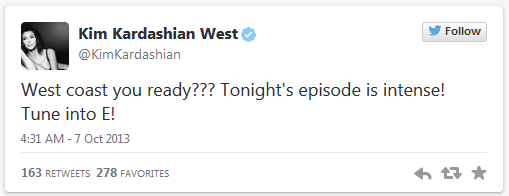 Kim Kardashian West
@KimKardashian
Follow
West coast you ready??? Tonight's episode is intense!
Tune into E!
4:31 AM - 7 Oct 2013
163 RETWEETS 278 FAVORITES